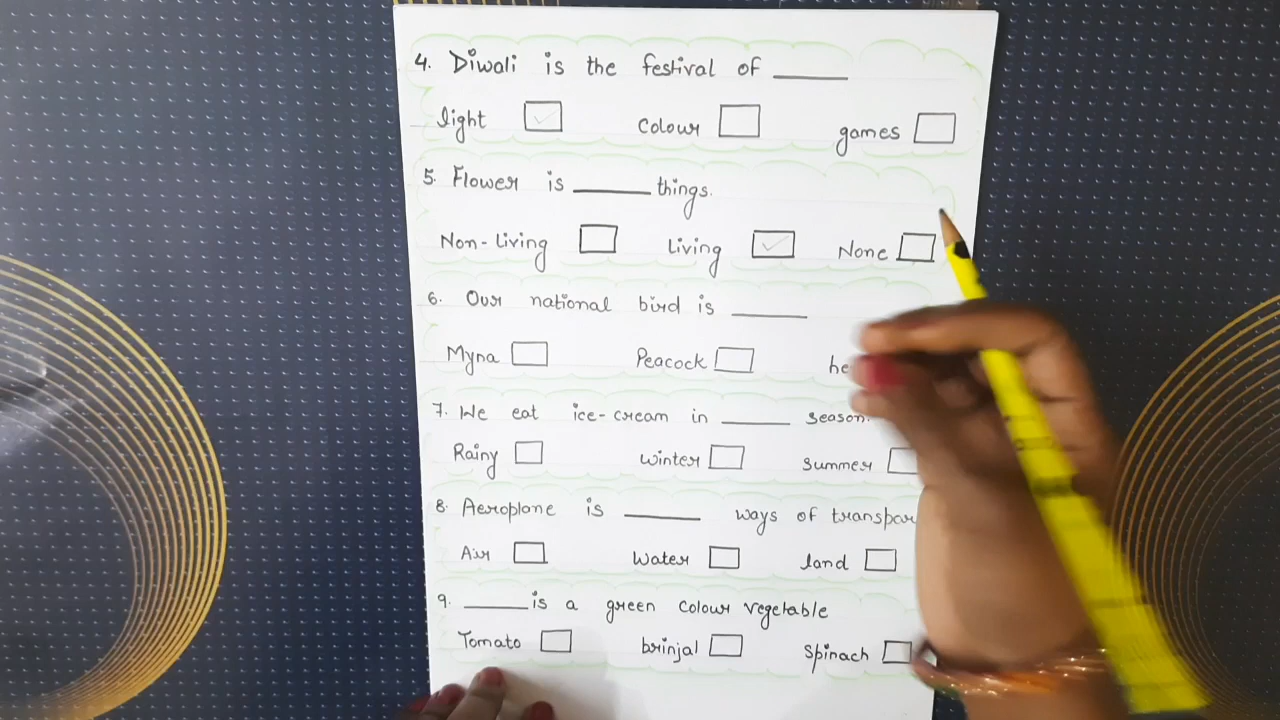 4. Diwali is the festival of ______
light colour games
5. Flower is ______ things.
Non-living living None
6. Our national bird is ______
Myna Peacock
7. We eat ice-cream in ______ season.
Rainy winter summer
8. Aeroplane is ______ ways of transpor
Air water land
9. ______ is a green colour vegetable
Tomato brinjal Spinach